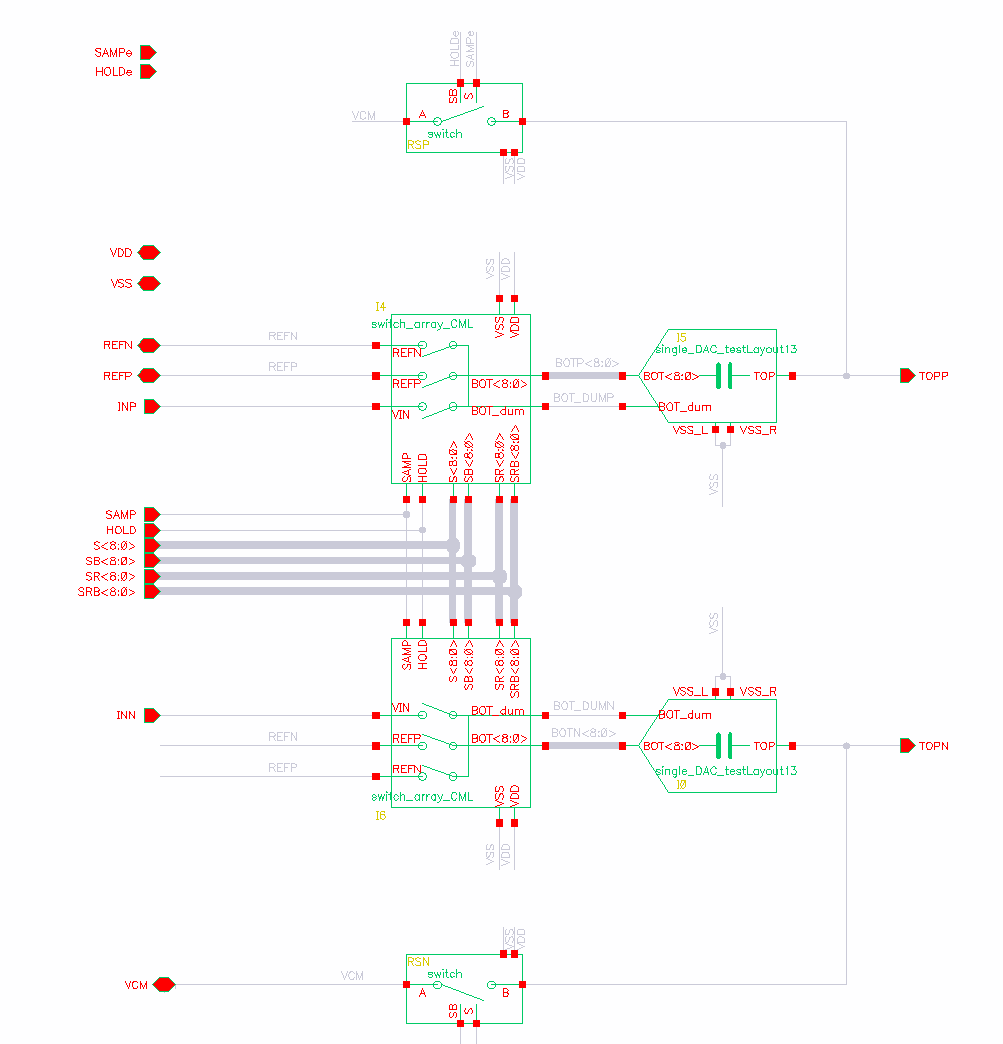 HOLDe
SAMPe
SAMPe
HOLDe
SB
S
VCM
A
B
switch
RSP
VSS
VDD
VDD
VSS
VSS
VDD
I4
switch_array_CML
VSS
VDD
REFN
REFN
REFN
I5
single_DAC_testLayout13
REFP
REFP
REFP
BOT<8:0>
BOTP<8:0>
BOT<8:0>
TOP
TOPP
INP
VIN
BOT_dum
BOT_DUMP
BOT_dum
VSS_L
VSS_R
SAMP
HOLD
S<8:0>
SB<8:0>
SR<8:0>
SRB<8:0>
VSS
SAMP
HOLD
S<8:0>
SB<8:0>
SR<8:0>
SRB<8:0>
VSS
SAMP
HOLD
S<8:0>
SB<8:0>
SR<8:0>
SRB<8:0>
VSS_L
VSS_R
INN
VIN
BOT_dum
BOT_DUMN
BOT_dum
REFN
REFP
BOT<8:0>
BOTN<8:0>
BOT<8:0>
TOP
TOPN
REFP
REFN
single_DAC_testLayout13
I0
switch_array_CML
VSS
VDD
I6
VSS
VDD
VSS
VDD
RSN
switch
VCM
VCM
A
B
SB
S